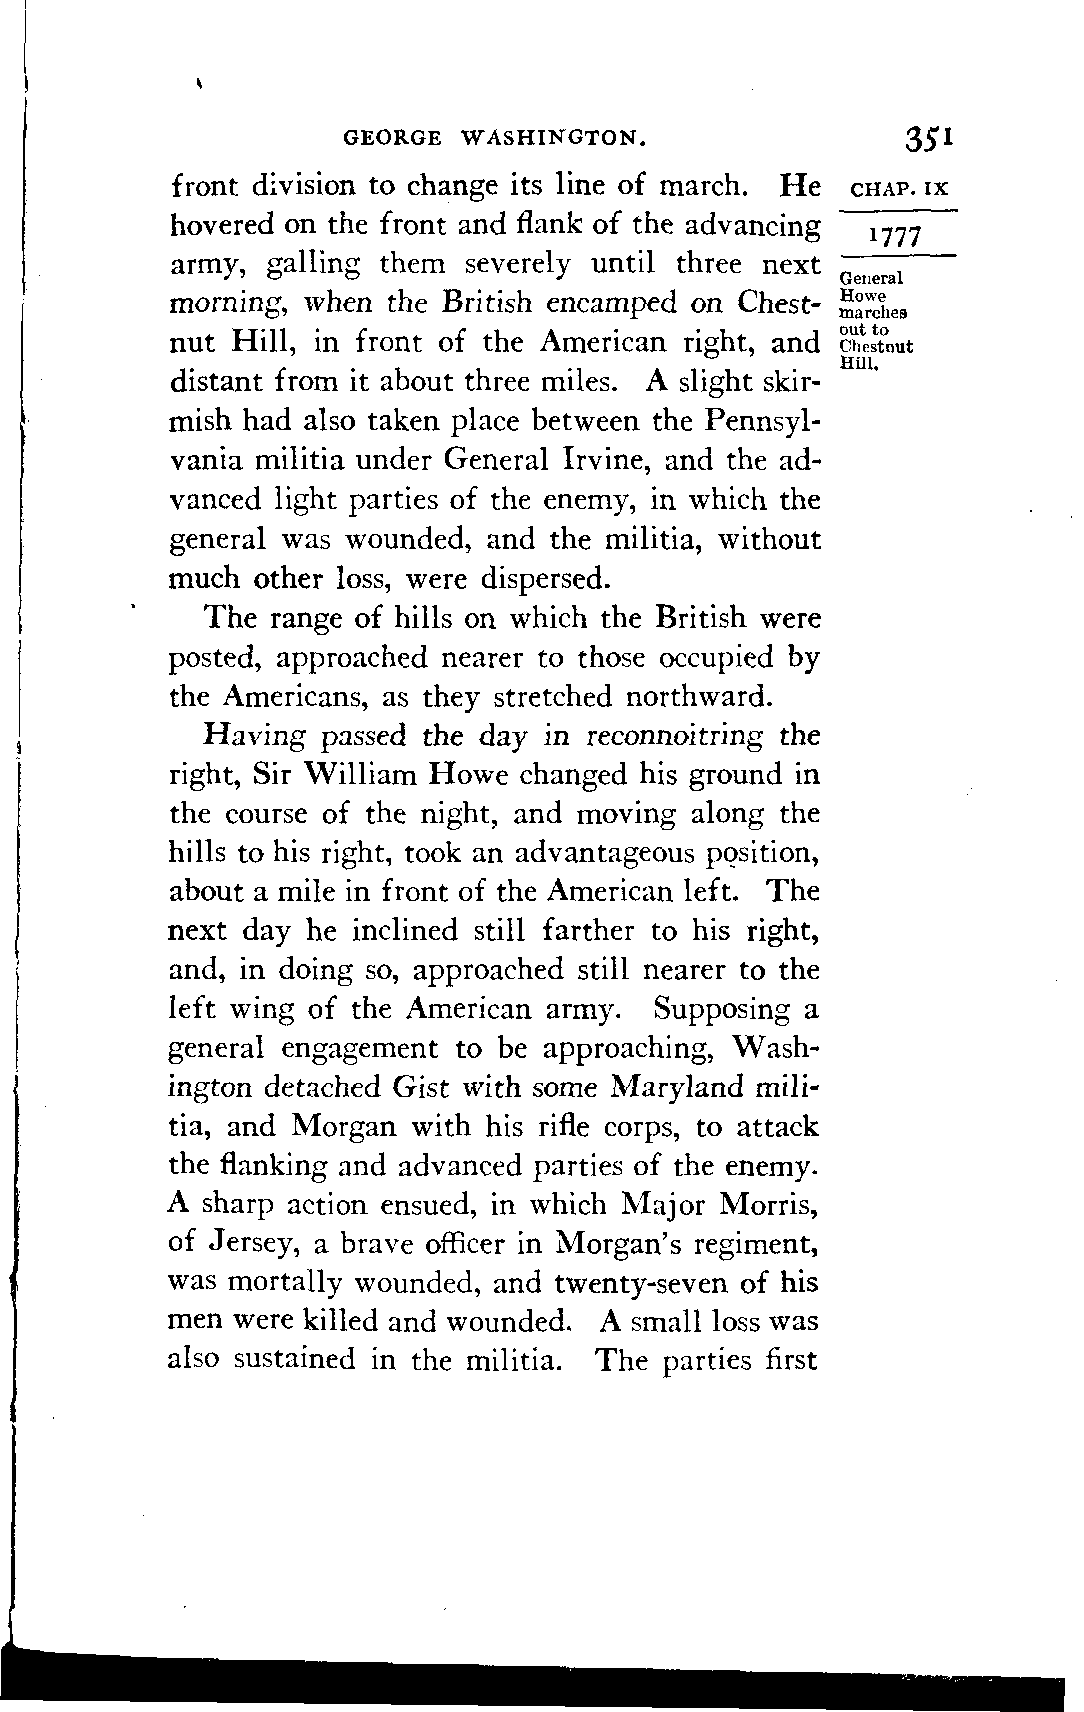 GEORGE WASHINGTON. 351
front division to change its line of march. He
hovered on the front and flank of the advancing
army, galling them severely until three next
morning, when the British encamped on Chest-
nut Hill, in front of the American right, and
distant from it about three miles. A slight skir-
mish had also taken place between the Pennsyl-
vania militia under General Irvine, and the ad-
vanced light parties of the enemy, in which the
general was wounded, and the militia, without
much other loss, were dispersed.
The range of hills on which the British were
posted, approached nearer to those occupied by
the Americans, as they stretched northward.
Having passed the day in reconnoitring the
right, Sir William Howe changed his ground in
the course of the night, and moving along the
hills to his right, took an advantageous position,
about a mile in front of the American left. The
next day he inclined still farther to his right,
and, in doing so, approached still nearer to the
left wing of the American army. Supposing a
general engagement to be approaching, Wash-
ington detached Gist with some Maryland mili-
tia, and Morgan with his rifle corps, to attack
the flanking and advanced parties of the enemy.
A sharp action ensued, in which Major Morris,
of Jersey, a brave officer in Morgan's regiment,
was mortally wounded, and twenty-seven of his
men were killed and wounded. A small loss was
also sustained in the militia. The parties first
CHAP. IX
1777
General
Howe
marches
out to
Chestnut
Hill.